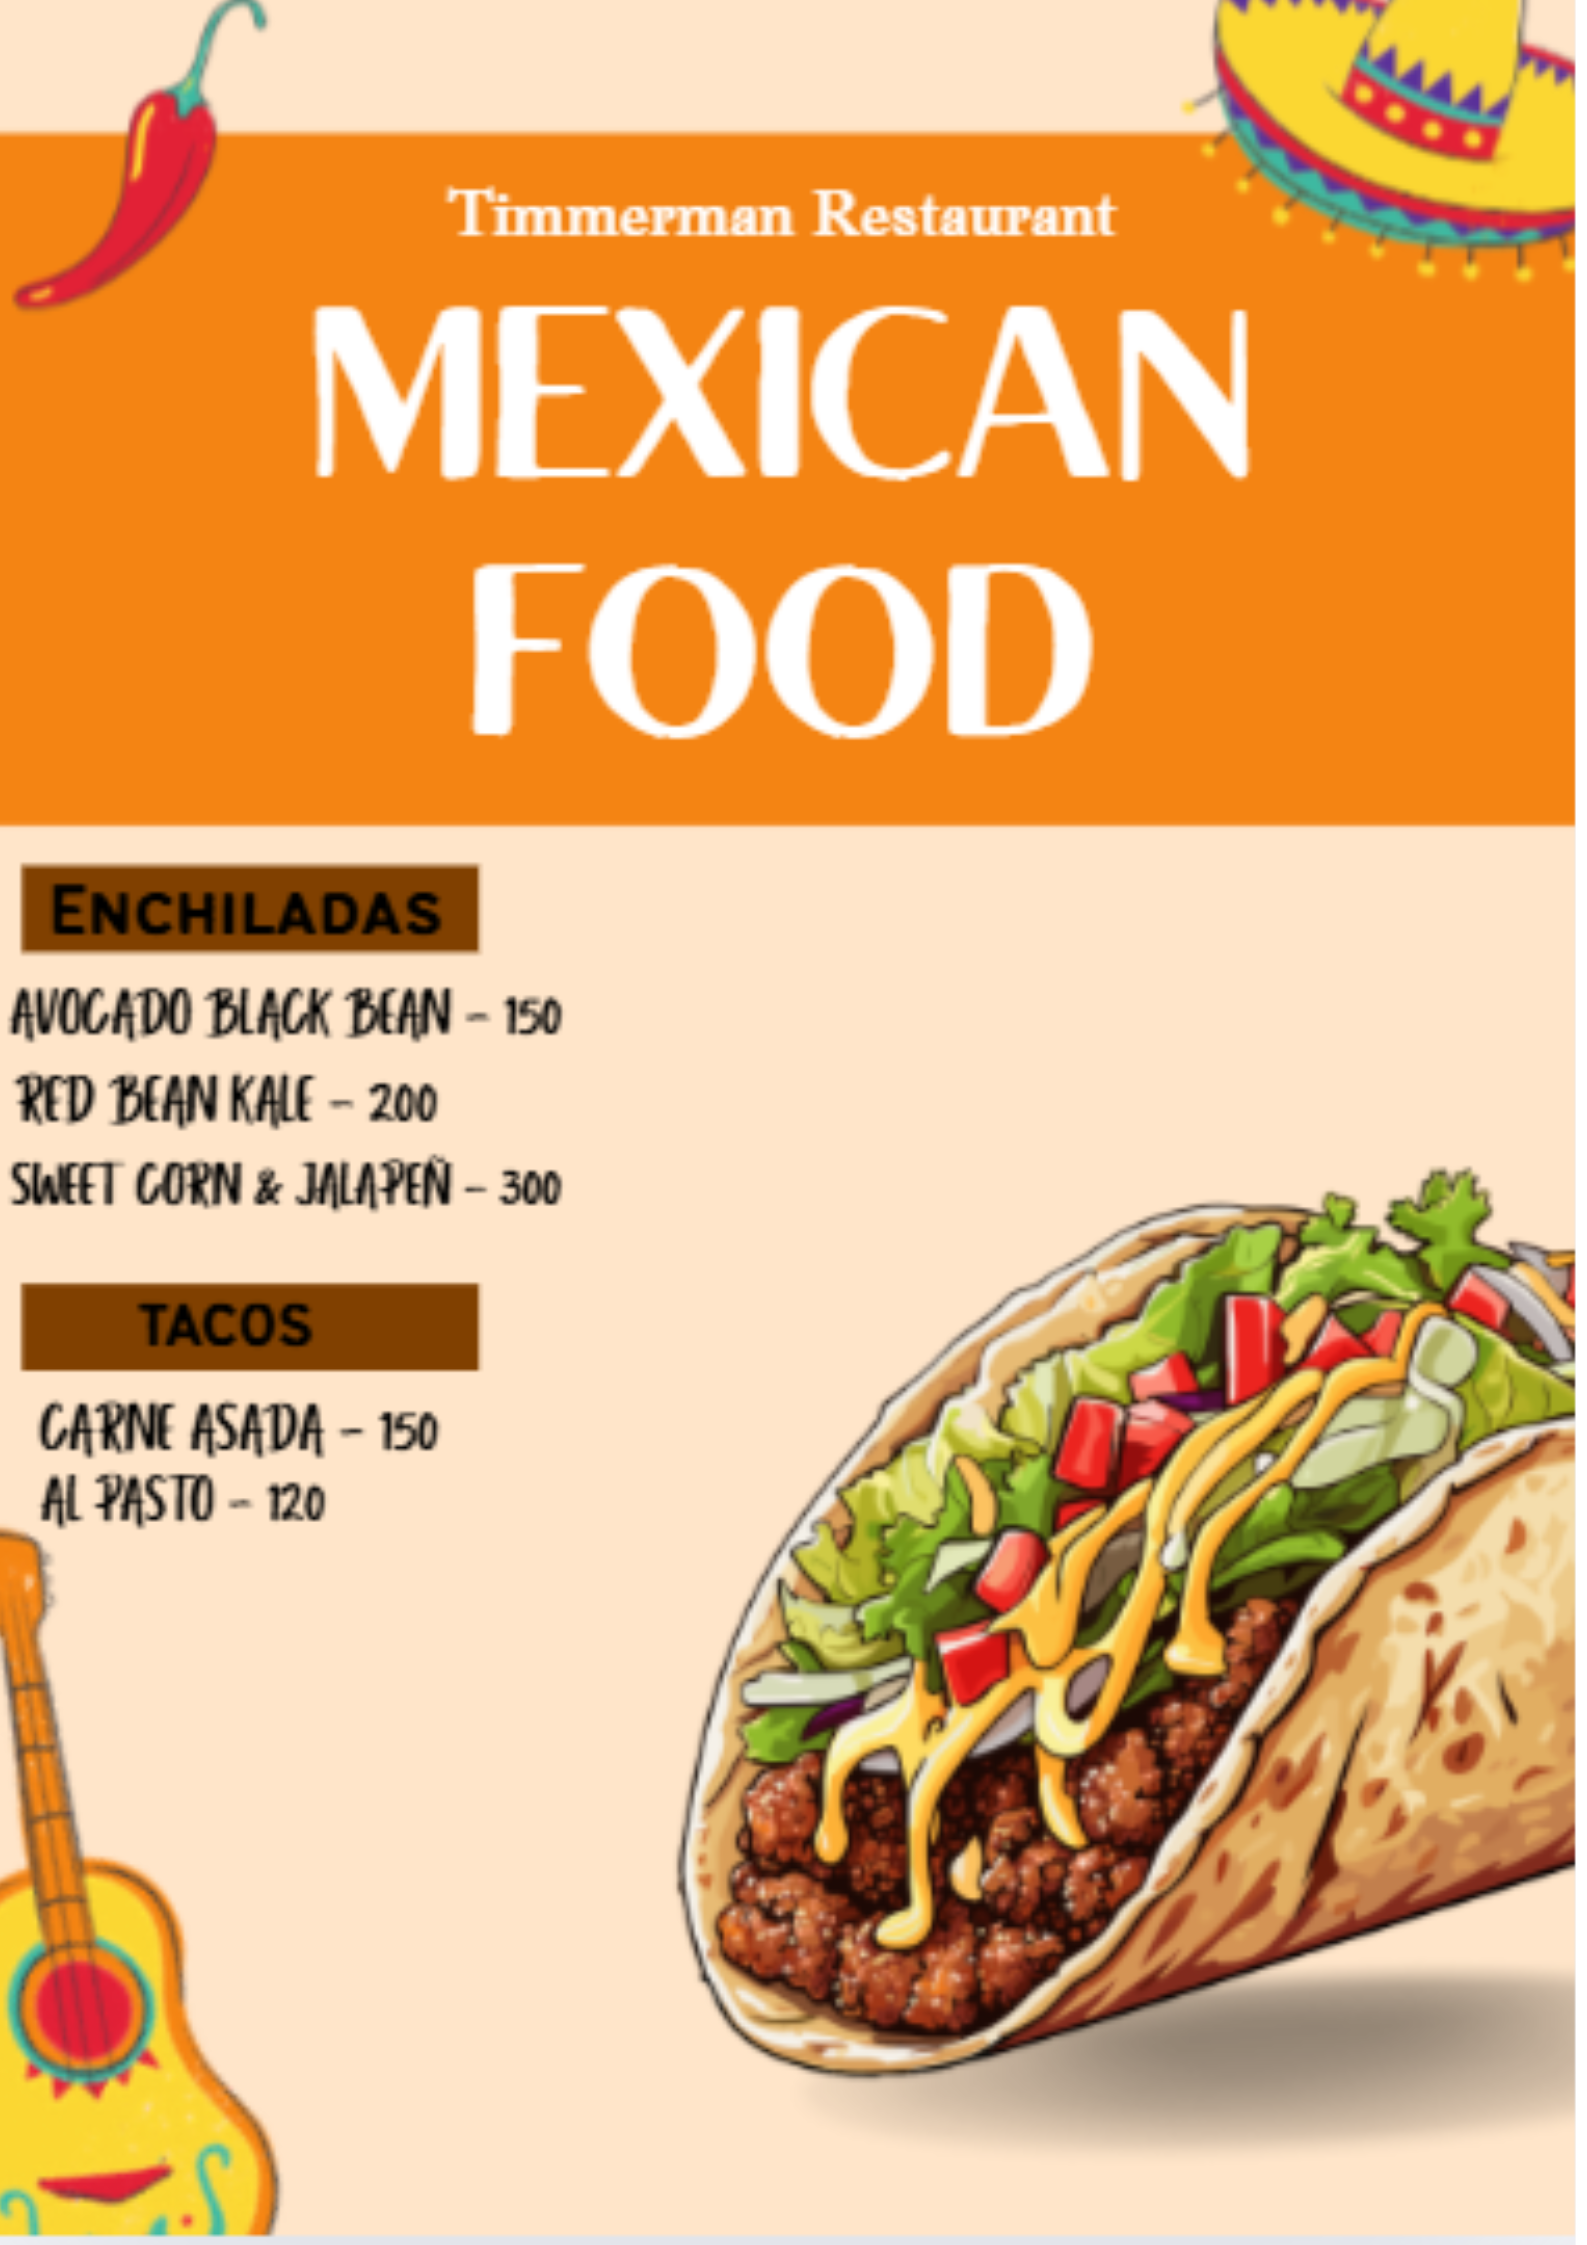 Timmerman Restaurant
MEXICAN
FOOD
ENCHILADAS
AVOCADO BLACK BEAN - 150
RED BEAN KALE - 200
SWEET CORN & JALAPEÑ - 300
TACOS
CARNE ASADA - 150
AL PASTO - 120